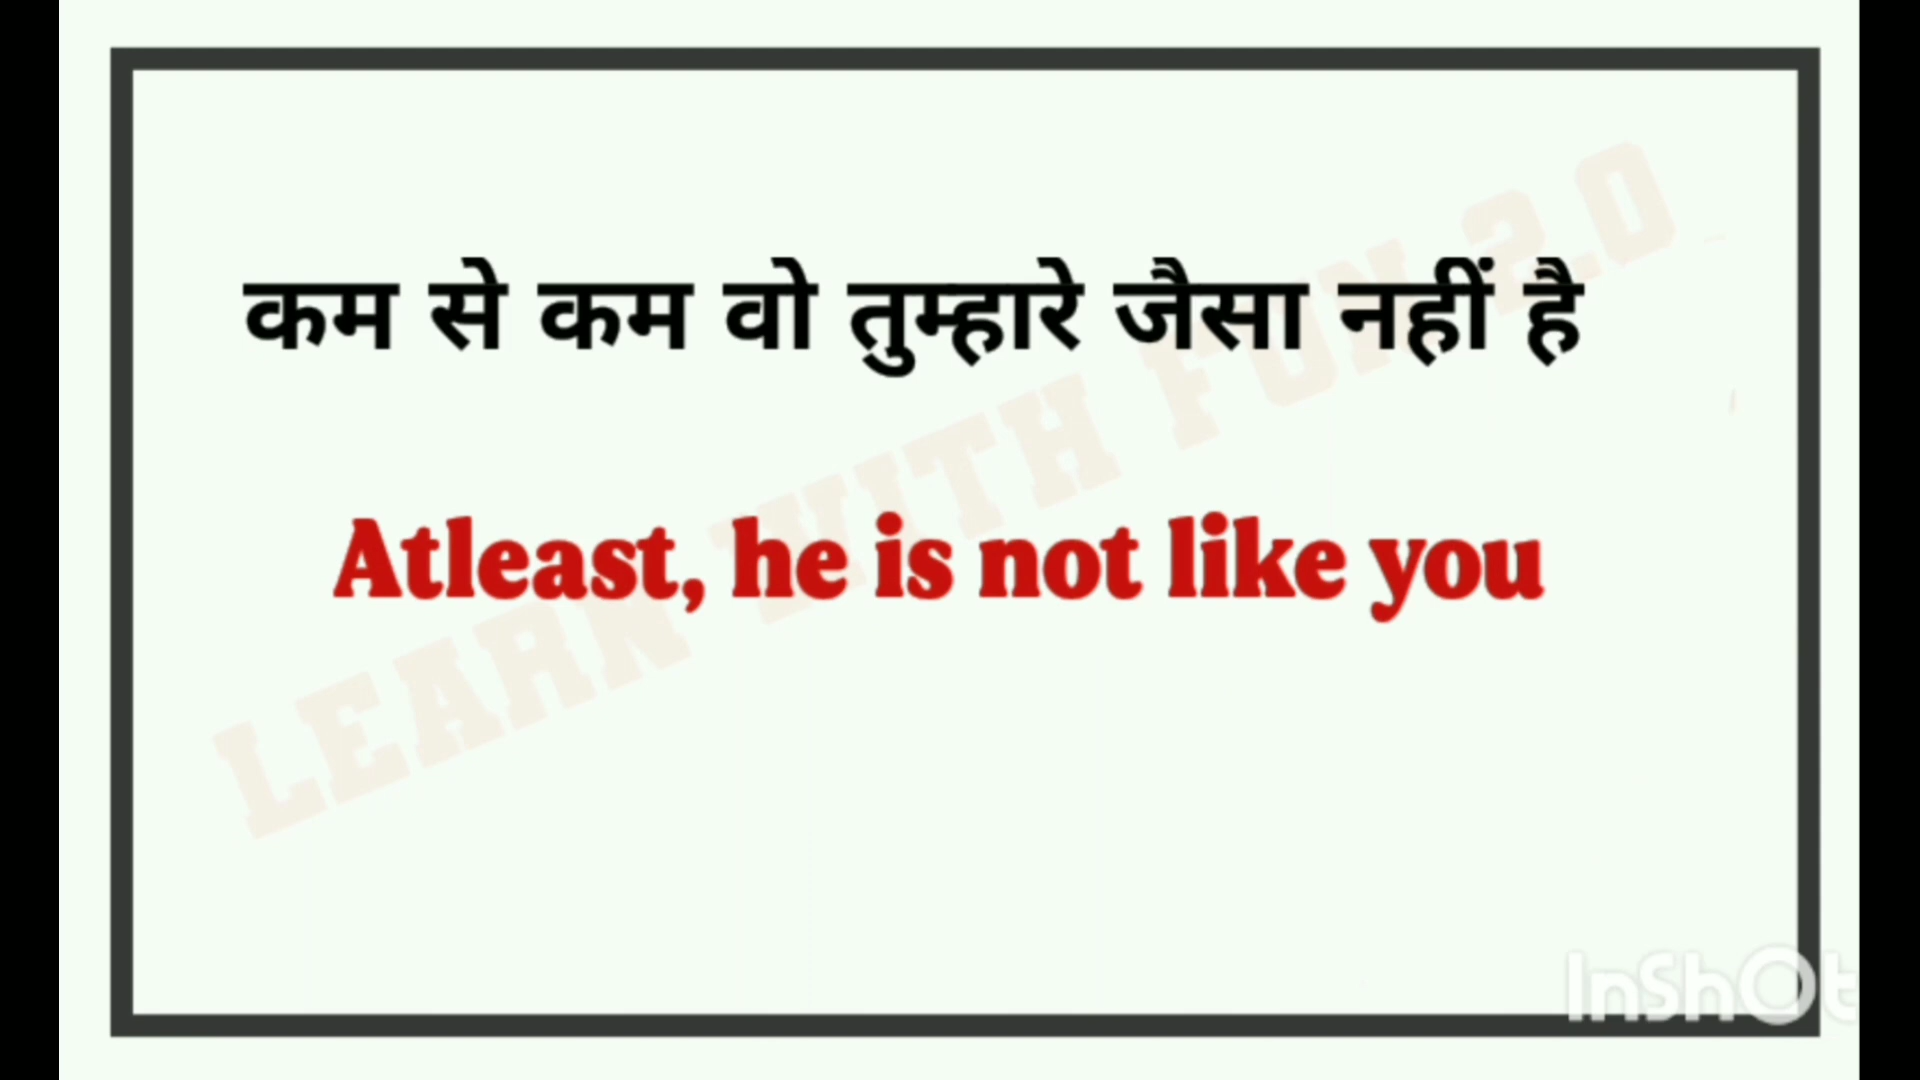 कम से कम वो तुम्हारे जैसा नहीं है
Atleast, he is not like you
LEARN WITH FUN 2.0
InShOt